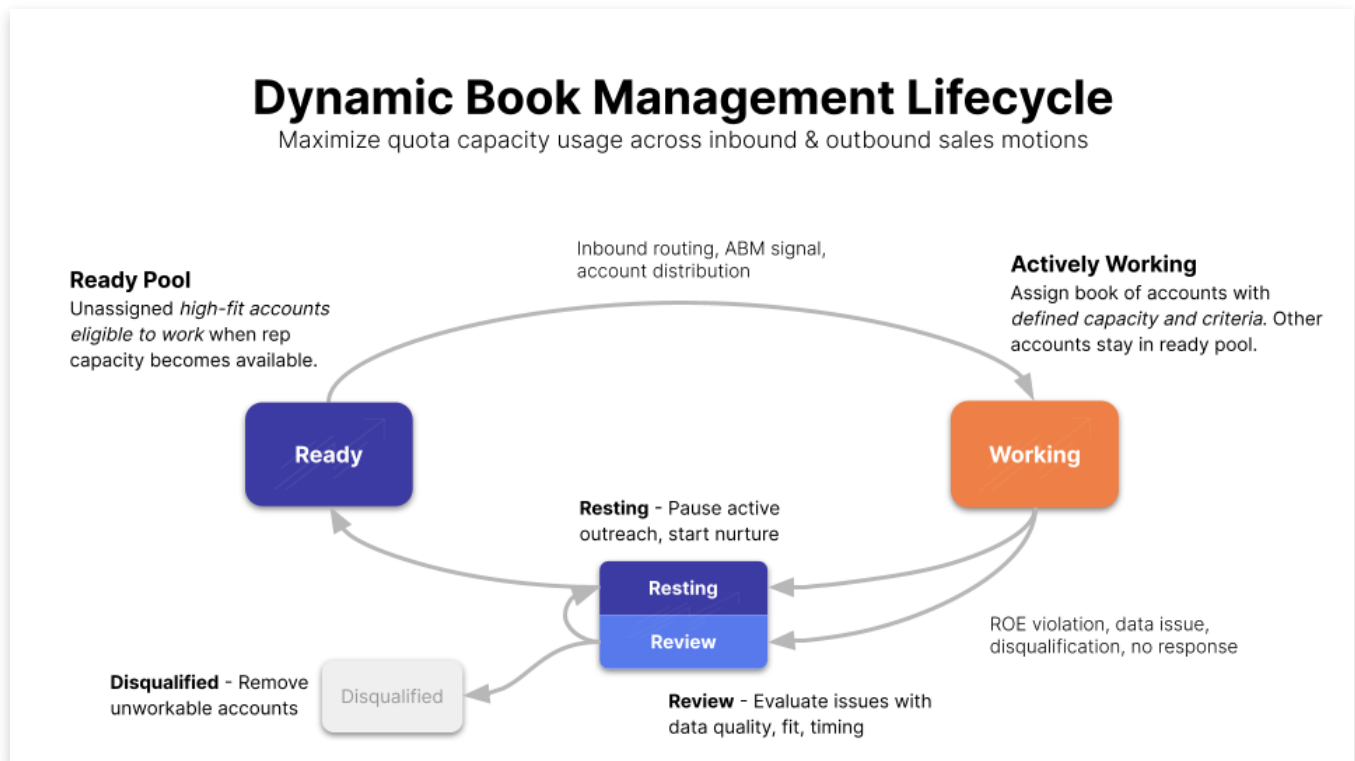 Dynamic Book Management Lifecycle
Maximize quota capacity usage across inbound & outbound sales motions
Inbound routing, ABM signal,
account distribution
Ready Pool
Unassigned high-fit accounts
eligible to work when rep
capacity becomes available.
Actively Working
Assign book of accounts with
defined capacity and criteria. Other
accounts stay in ready pool.
Ready
Working
Resting - Pause active
outreach, start nurture
Resting
Review
ROE violation, data issue,
disqualification, no response
Disqualified - Remove
unworkable accounts
Disqualified
Review - Evaluate issues with
data quality, fit, timing